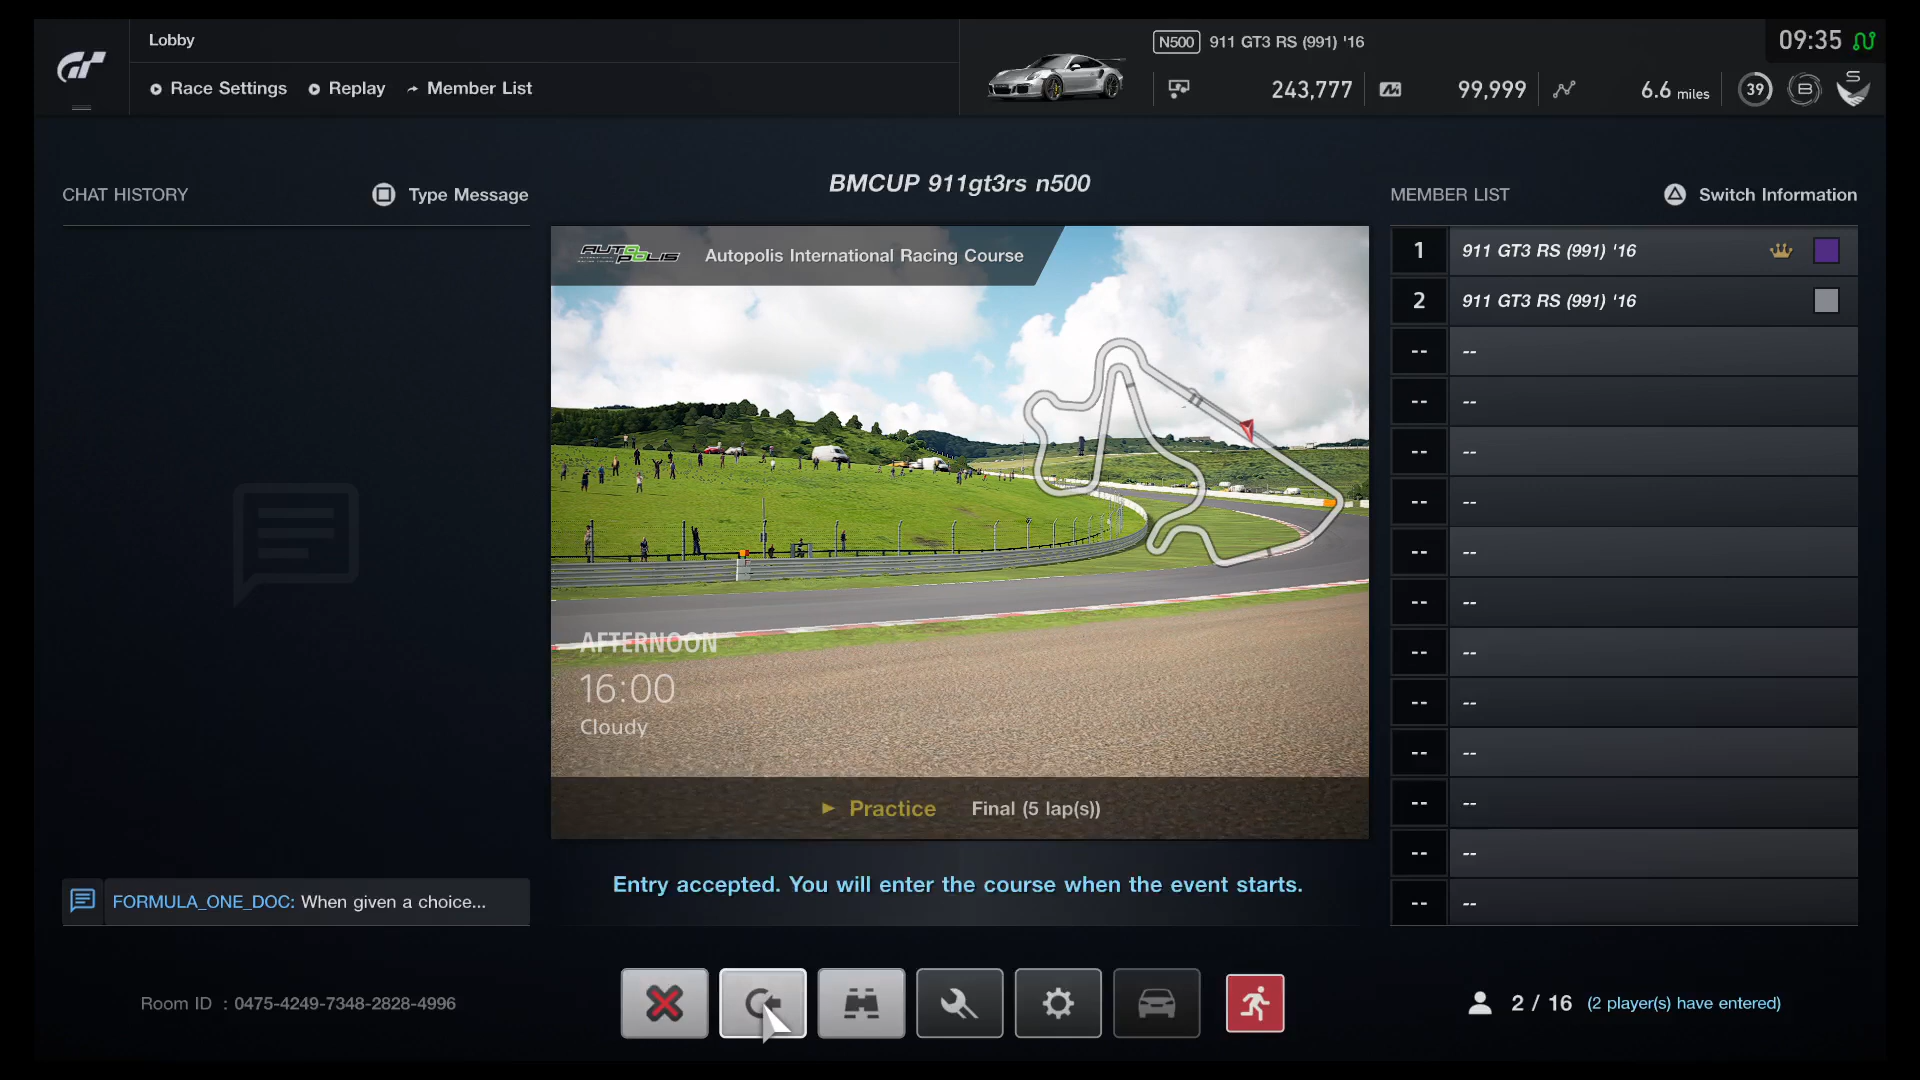 Lobby
Race Settings
Replay
Member List
N500 911 GT3 RS (991) '16
243,777
99,999
6.6 miles
09:35
39
B
S
CHAT HISTORY
Type Message
BMCUP 911gt3rs n500
MEMBER LIST
Switch Information
AUTOPOLIS
Autopolis International Racing Course
1 911 GT3 RS (991) '16
2 911 GT3 RS (991) '16
-- --
-- --
-- --
-- --
-- --
-- --
-- --
-- --
-- --
-- --
-- --
-- --
AFTERNOON
16:00
Cloudy
Practice Final (5 lap(s))
Entry accepted. You will enter the course when the event starts.
FORMULA_ONE_DOC: When given a choice...
Room ID : 0475-4249-7348-2828-4996
2 / 16 (2 player(s) have entered)